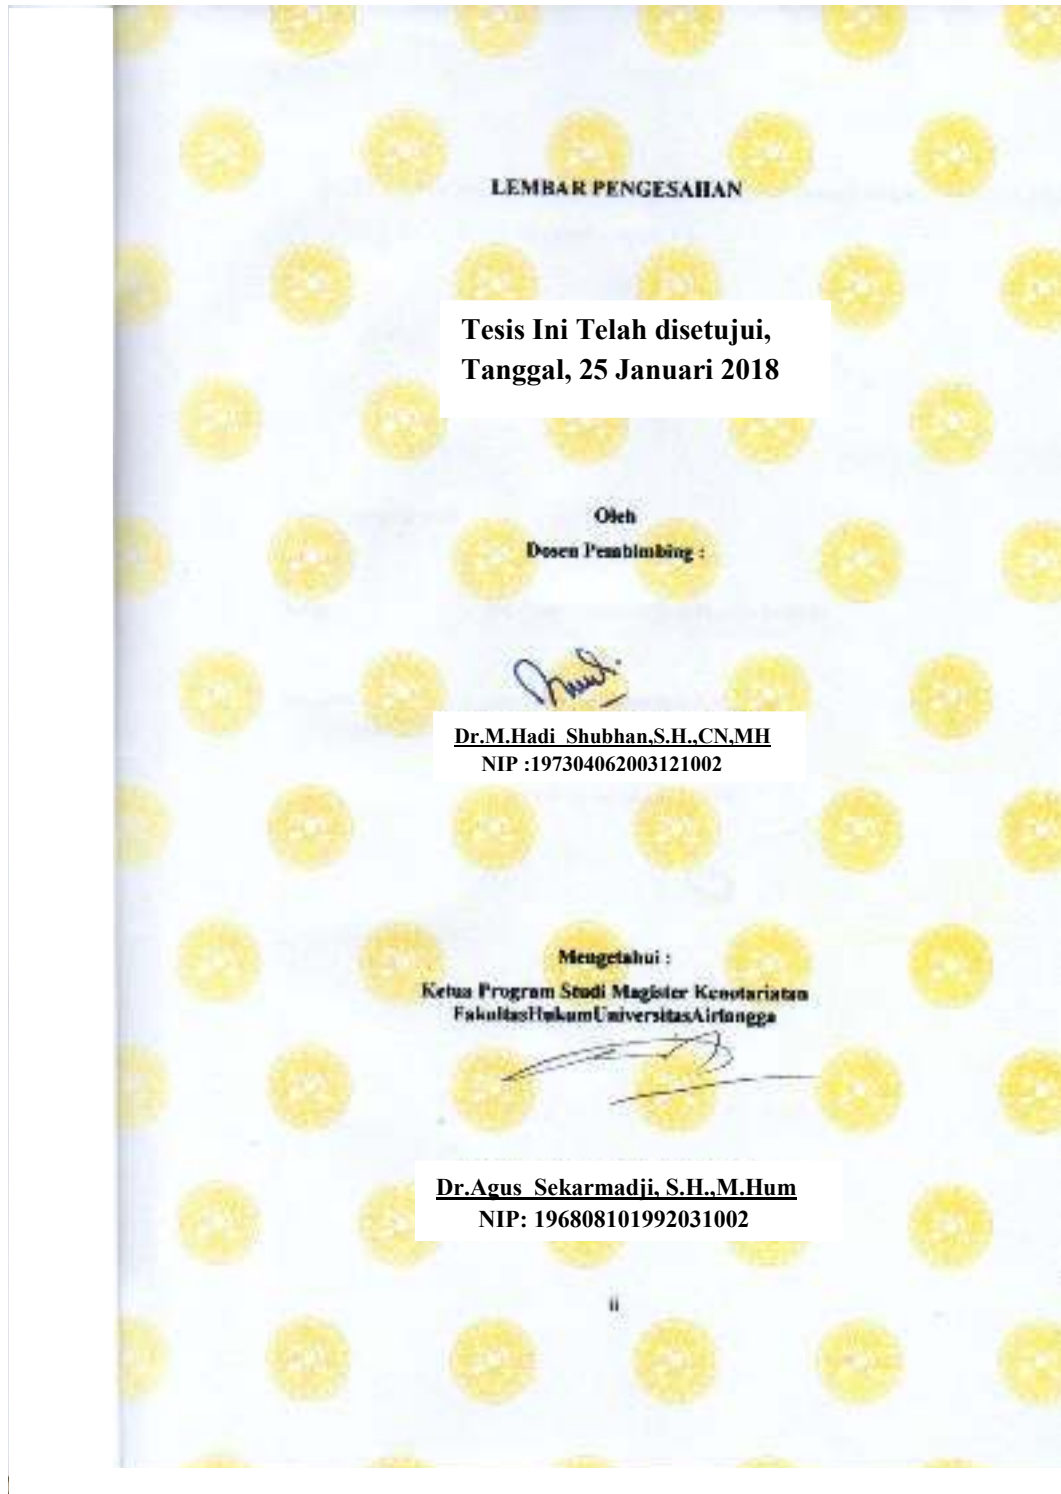 LEMBAR PENGESAHAN
Tesis Ini Telah disetujui,
Tanggal, 25 Januari 2018
Oleh
Dosen Pembimbing :
Dr.M.Hadi Shubhan,S.H.,CN,MH
NIP :197304062003121002
Mengetahui :
Ketua Program Studi Magister Kenotariatan
FakultasHukumUniversitasAirlangga
Dr.Agus Sekarmadji, S.H.,M.Hum
NIP: 196808101992031002
ii